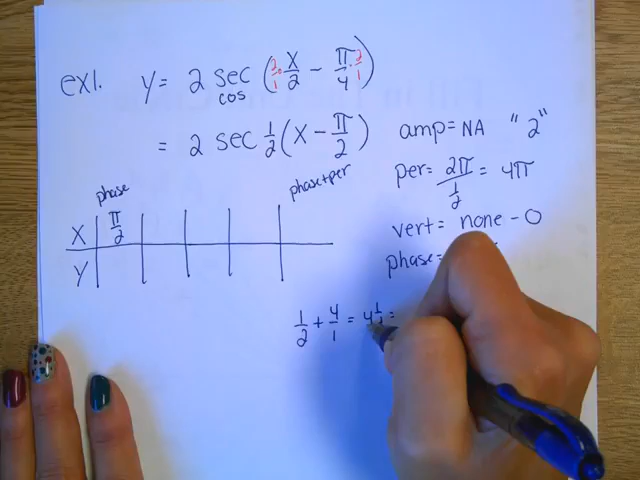 ex1. y = 2 sec (2/1 · x/2 − π/4 · 2/1)
cos
= 2 sec 1/2 (x − π/2)
amp = NA "2"
per = 2π / 1/2 = 4π
vert = none − 0
phase =
phase phase+per
X π/2
Y
1/2 + 4/1 = 4 1/2 =